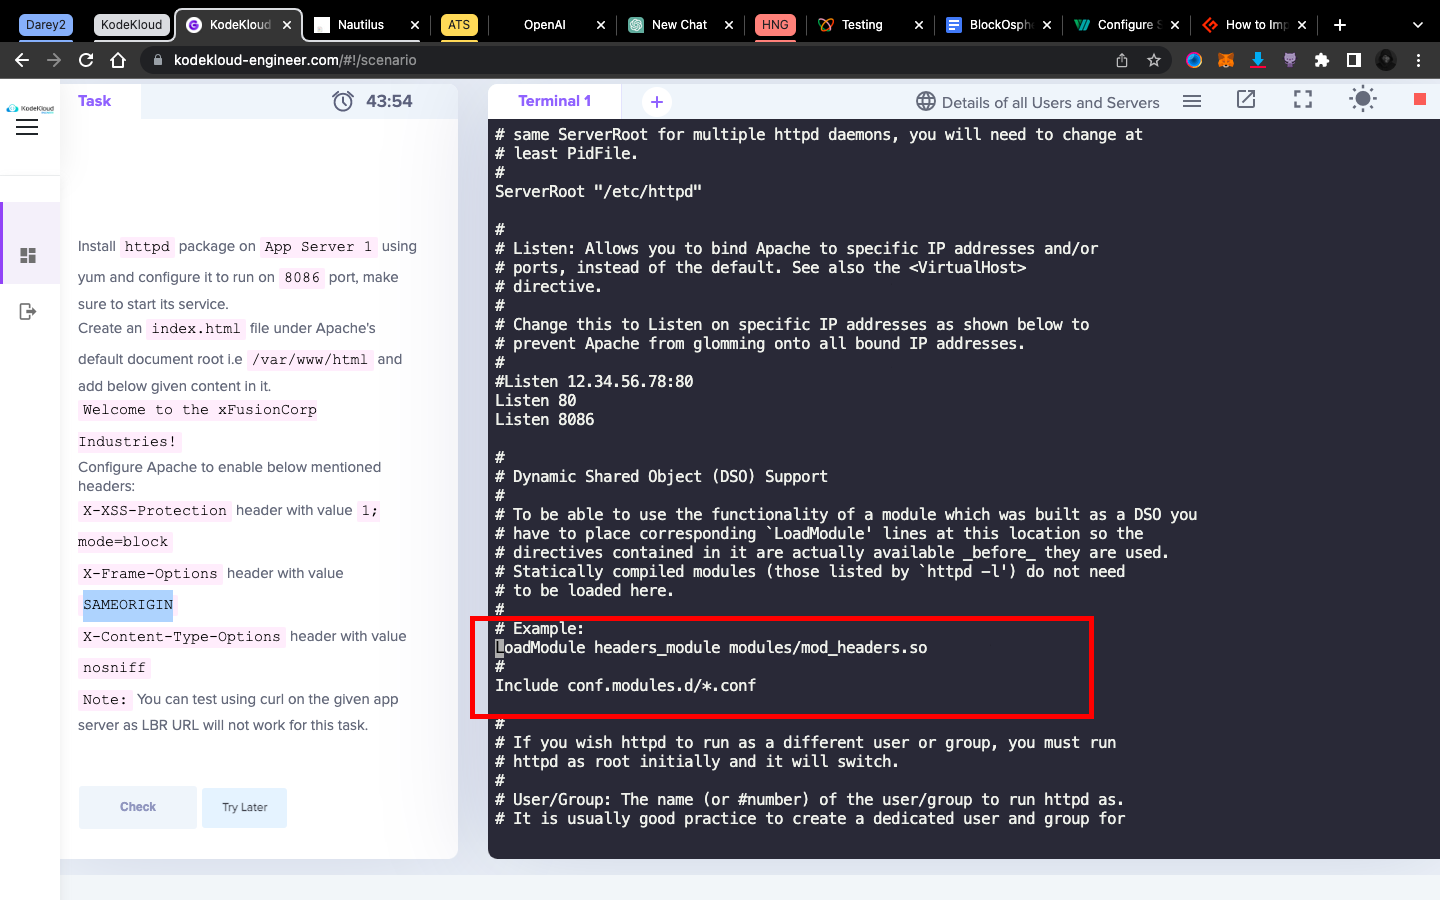 Darey2
KodeKloud
KodeKloud
Nautilus
ATS
OpenAI
New Chat
HNG
Testing
BlockOsphe
Configure S
How to Imp
kodekloud-engineer.com/#!/scenario
KodeKloud
Task
43:54
Install httpd package on App Server 1 using
yum and configure it to run on 8086 port, make
sure to start its service.
Create an index.html file under Apache's
default document root i.e /var/www/html and
add below given content in it.
Welcome to the xFusionCorp
Industries!
Configure Apache to enable below mentioned
headers:
X-XSS-Protection header with value 1;
mode=block
X-Frame-Options header with value
SAMEORIGIN
X-Content-Type-Options header with value
nosniff
Note: You can test using curl on the given app
server as LBR URL will not work for this task.
Check
Try Later
Terminal 1
+
Details of all Users and Servers
# same ServerRoot for multiple httpd daemons, you will need to change at
# least PidFile.
#
ServerRoot "/etc/httpd"
#
# Listen: Allows you to bind Apache to specific IP addresses and/or
# ports, instead of the default. See also the <VirtualHost>
# directive.
#
# Change this to Listen on specific IP addresses as shown below to
# prevent Apache from glomming onto all bound IP addresses.
#
#Listen 12.34.56.78:80
Listen 80
Listen 8086
#
# Dynamic Shared Object (DSO) Support
#
# To be able to use the functionality of a module which was built as a DSO you
# have to place corresponding `LoadModule' lines at this location so the
# directives contained in it are actually available _before_ they are used.
# Statically compiled modules (those listed by `httpd -l') do not need
# to be loaded here.
#
# Example:
LoadModule headers_module modules/mod_headers.so
#
Include conf.modules.d/*.conf
#
# If you wish httpd to run as a different user or group, you must run
# httpd as root initially and it will switch.
#
# User/Group: The name (or #number) of the user/group to run httpd as.
# It is usually good practice to create a dedicated user and group for